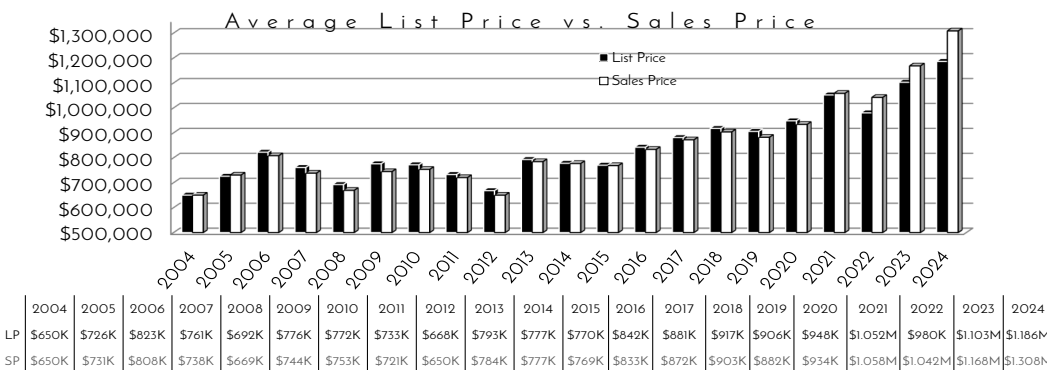 Average List Price vs. Sales Price
$1,300,000
$1,200,000
$1,100,000
$1,000,000
$900,000
$800,000
$700,000
$600,000
$500,000
List Price
Sales Price
2004 2005 2006 2007 2008 2009 2010 2011 2012 2013 2014 2015 2016 2017 2018 2019 2020 2021 2022 2023 2024
2004 2005 2006 2007 2008 2009 2010 2011 2012 2013 2014 2015 2016 2017 2018 2019 2020 2021 2022 2023 2024
LP $650K $726K $823K $761K $692K $776K $772K $733K $668K $793K $777K $770K $842K $881K $917K $906K $948K $1.052M $980K $1.103M $1.186M
SP $650K $731K $808K $738K $669K $744K $753K $721K $650K $784K $777K $769K $833K $872K $903K $882K $934K $1.058M $1.042M $1.168M $1.308M